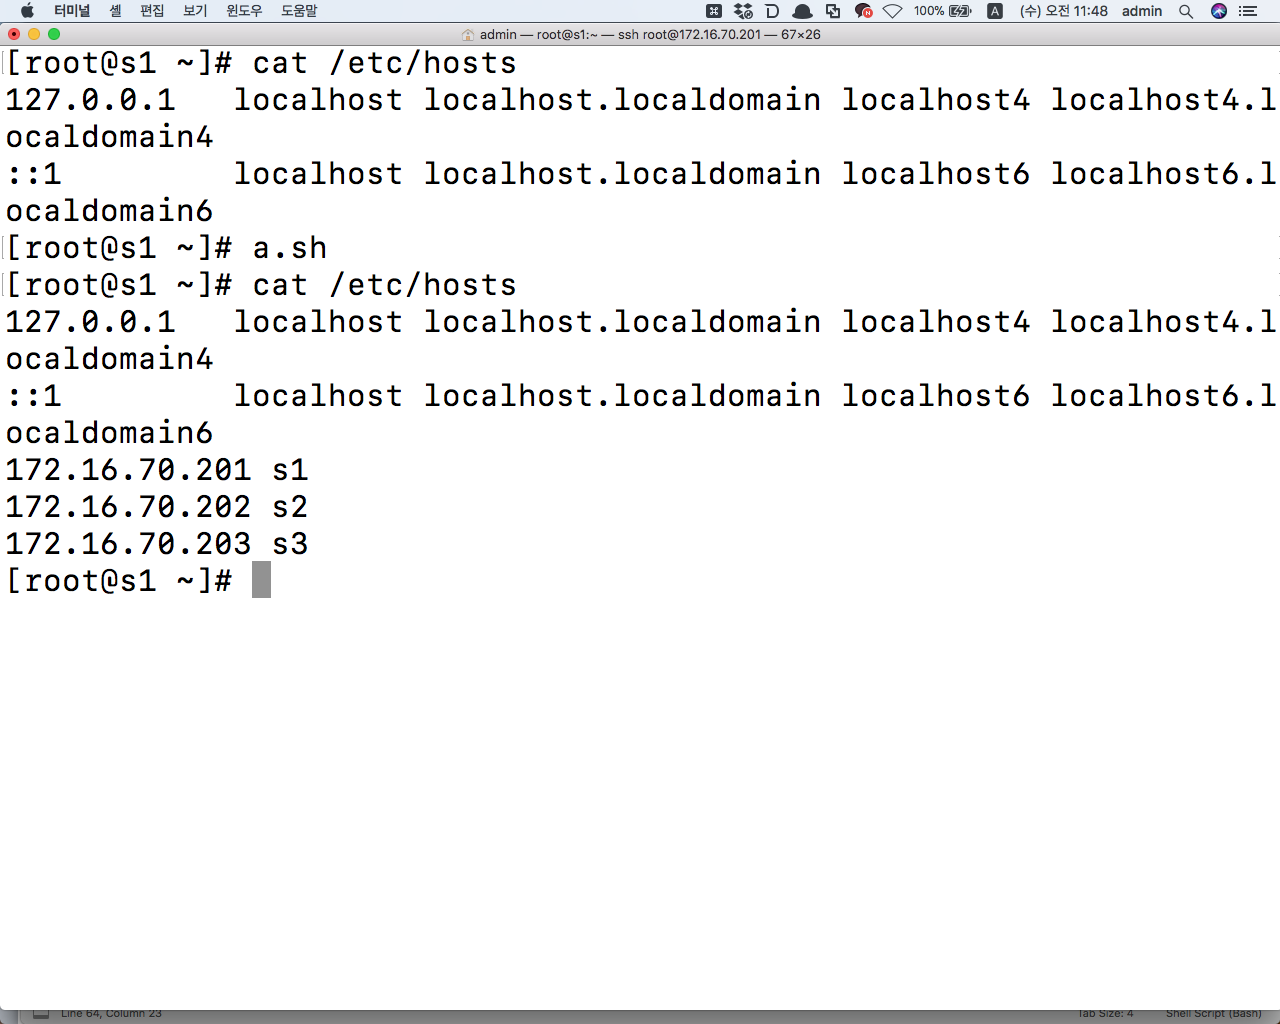 터미널 셸 편집 보기 윈도우 도움말 100% A (수) 오전 11:48 admin
admin — root@s1:~ — ssh root@172.16.70.201 — 67×26
[root@s1 ~]# cat /etc/hosts
127.0.0.1   localhost localhost.localdomain localhost4 localhost4.l
ocaldomain4
::1         localhost localhost.localdomain localhost6 localhost6.l
ocaldomain6
[root@s1 ~]# a.sh
[root@s1 ~]# cat /etc/hosts
127.0.0.1   localhost localhost.localdomain localhost4 localhost4.l
ocaldomain4
::1         localhost localhost.localdomain localhost6 localhost6.l
ocaldomain6
172.16.70.201 s1
172.16.70.202 s2
172.16.70.203 s3
[root@s1 ~]#
Line 64, Column 23 Tab Size: 4 Shell Script (Bash)